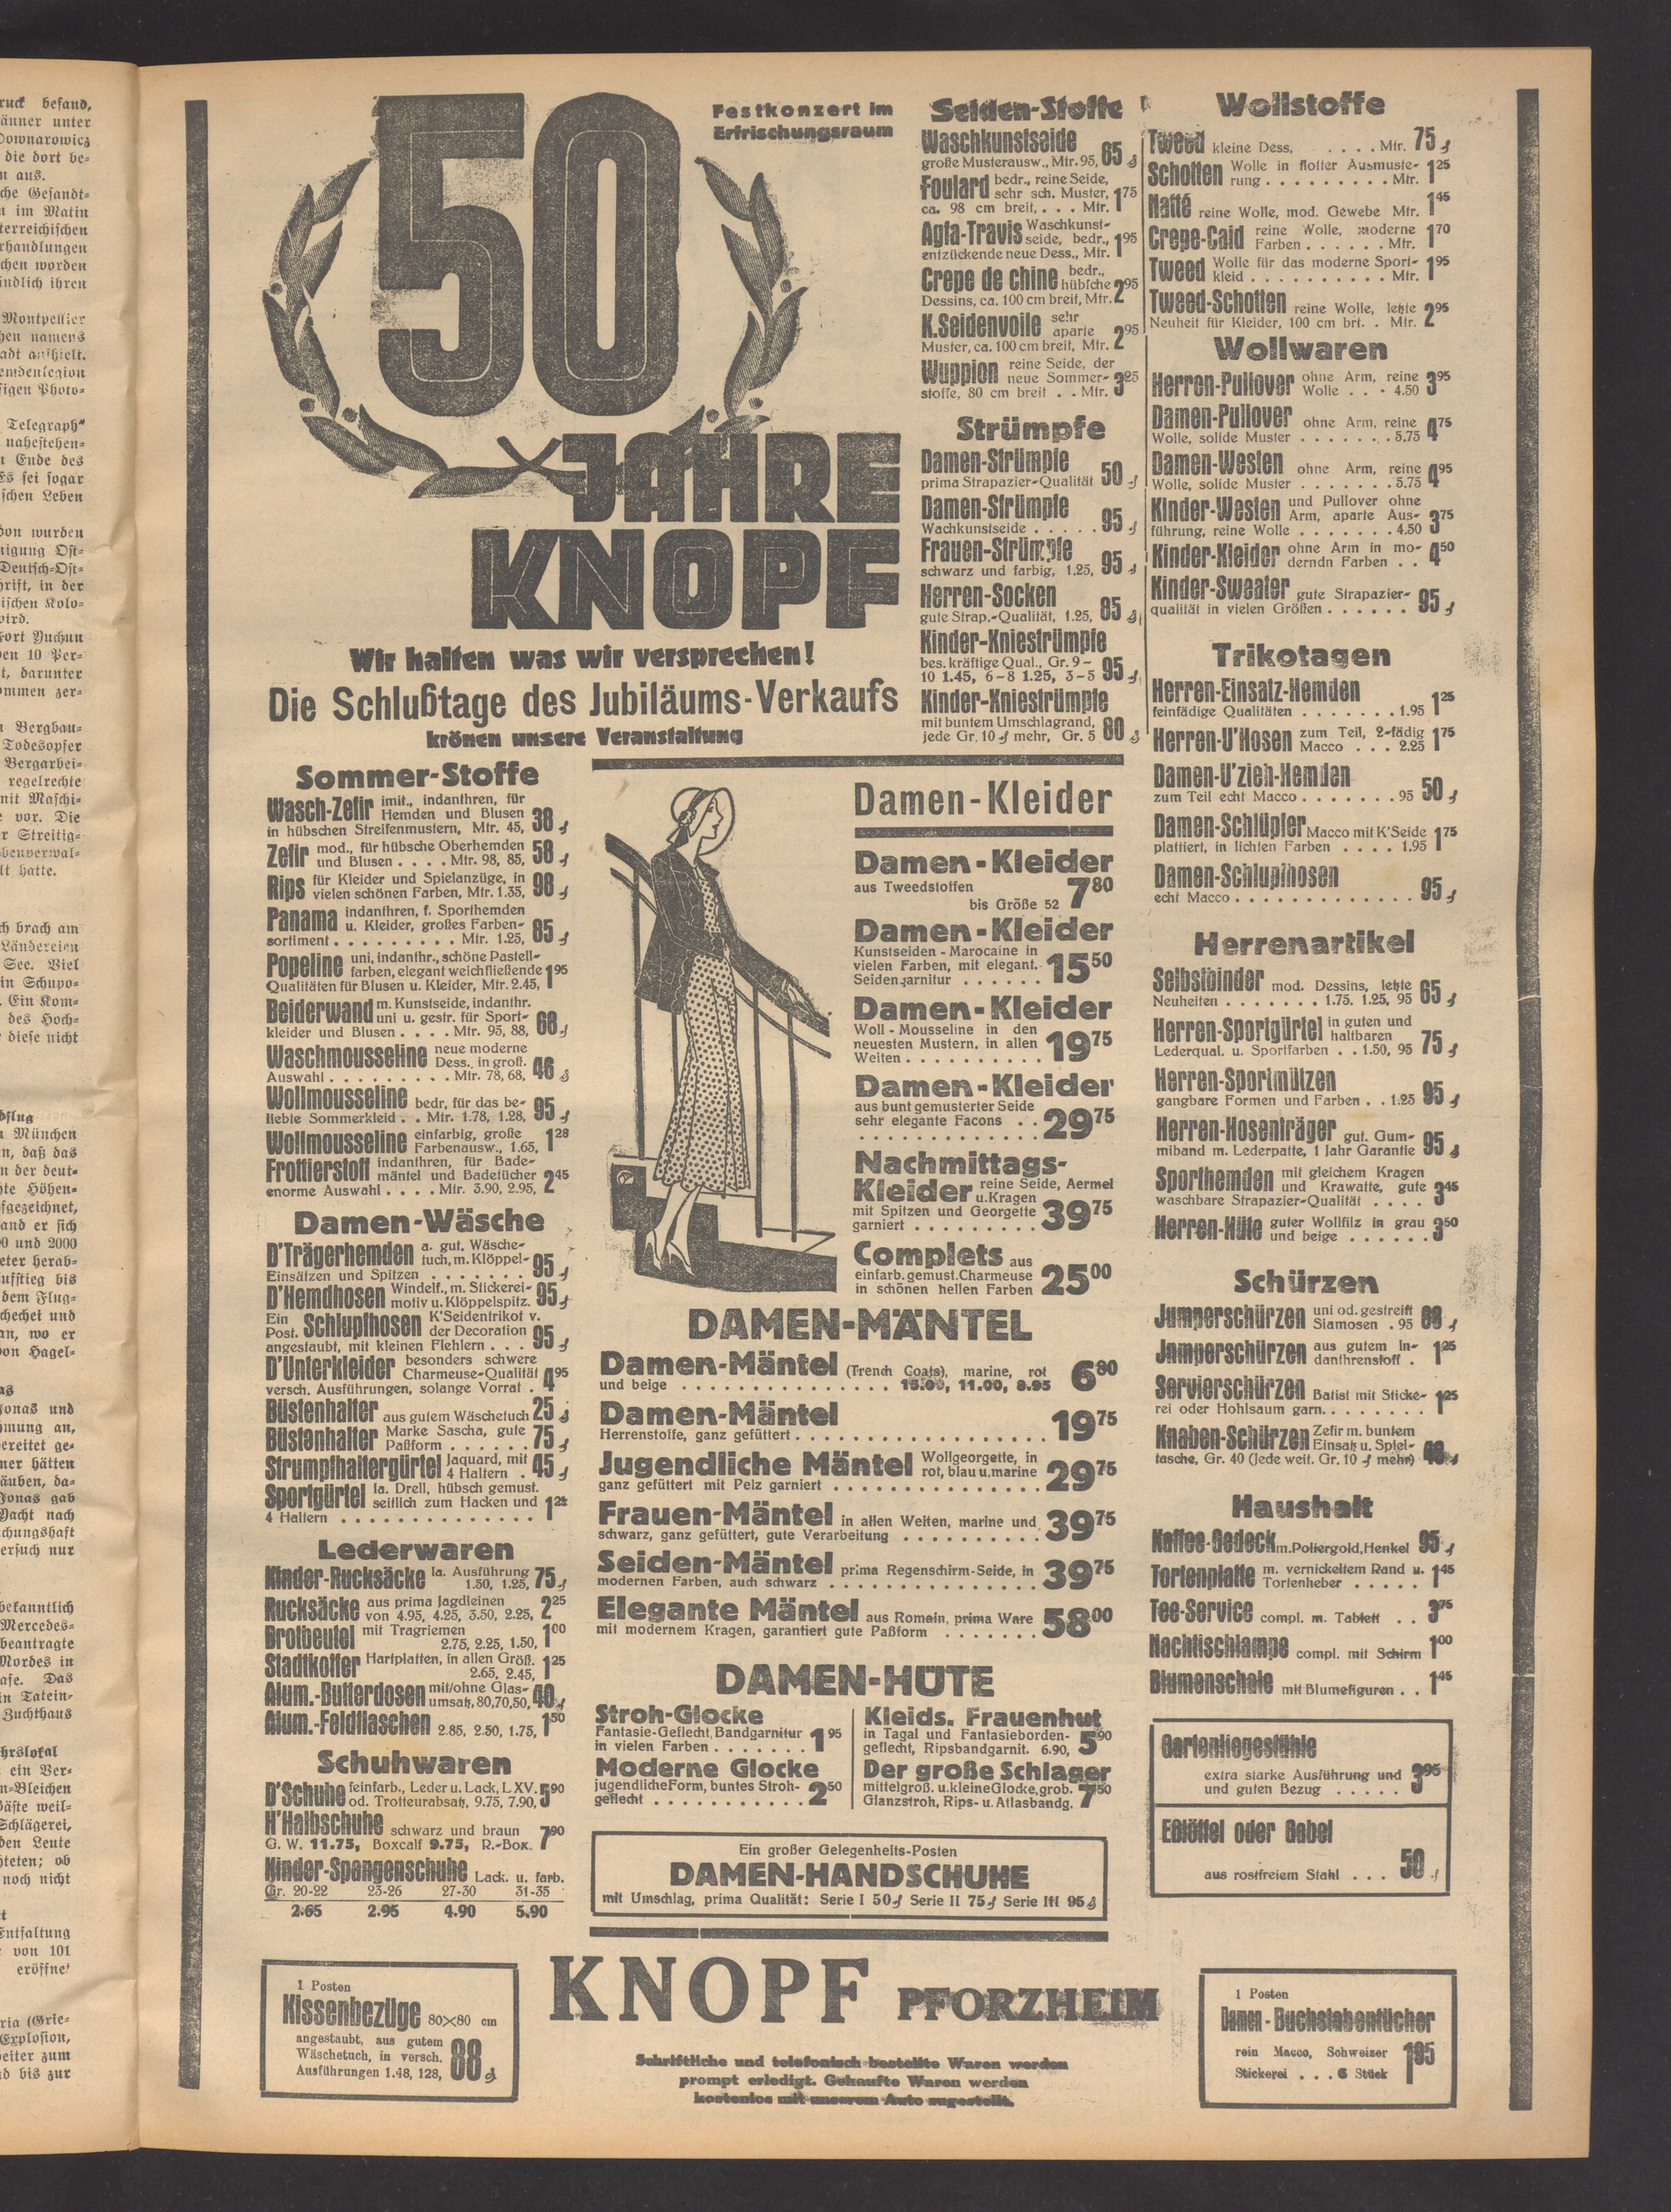 50
Festkonzert im
Erfrischungsraum
JAHRE
KNOPF
Wir halten was wir versprechen!
Die Schlußtage des Jubiläums-Verkaufs
krönen unsere Veranstaltung
Seiden-Stoffe
Waschkunstseide
große Musterausw., Mtr. 95, 65 ₰
Foulard bedr., reine Seide,
sehr sch. Muster,
ca. 98 cm breit, . . . Mtr. 1 75
Agfa-Travis Waschkunst-
seide, bedr.,
entzückende neue Dess., Mtr. 1 95
Crepe de chine bedr.,
hübsche
Dessins, ca. 100 cm breit, Mtr. 2 95
K.Seidenvoile sehr
aparte
Muster, ca. 100 cm breit, Mtr. 2 95
Wuppion reine Seide, der
neue Sommer-
stoffe, 80 cm breit . . Mtr. 3 25
Strümpfe
Damen-Strümpfe
prima Strapazier-Qualität 50 ₰
Damen-Strümpfe
Wachkunstseide . . . . . 95 ₰
Frauen-Strümpfe
schwarz und farbig, 1.25, 95 ₰
Herren-Socken
gute Strap.-Qualität, 1.25, 85 ₰
Kinder-Kniestrümpfe
bes. kräftige Qual., Gr. 9-
10 1.45, 6-8 1.25, 3-5 95 ₰
Kinder-Kniestrümpfe
mit buntem Umschlagrand,
jede Gr. 10 ₰ mehr, Gr. 5 80 ₰
Wollstoffe
Tweed kleine Dess, . . . . Mtr. 75 ₰
Schotten Wolle in flotter Ausmuste-
rung . . . . . . . . . Mtr. 1 25
Natté reine Wolle, mod. Gewebe Mtr. 1 45
Crepe-Caid reine Wolle, moderne
Farben . . . . . . Mtr. 1 70
Tweed Wolle für das moderne Sport-
kleid . . . . . . . . . . Mtr. 1 95
Tweed-Schotten reine Wolle, letzte
Neuheit für Kleider, 100 cm brt. . Mtr. 2 95
Wollwaren
Herren-Pullover ohne Arm, reine
Wolle . . . 4.50 3 95
Damen-Pullover ohne Arm, reine
Wolle, solide Muster . . . . . . . 5.75 4 75
Damen-Westen ohne Arm, reine
Wolle, solide Muster . . . . . . . 5.75 4 95
Kinder-Westen und Pullover ohne
Arm, aparte Aus-
führung, reine Wolle . . . . . . . 4.50 3 75
Kinder-Kleider ohne Arm in mo-
derndn Farben . . 4 50
Kinder-Sweater gute Strapazier-
qualität in vielen Größen . . . . . . 95 ₰
Trikotagen
Herren-Einsatz-Hemden
feinfädige Qualitäten . . . . . . . 1.95 1 25
Herren-U'Hosen zum Teil, 2-fädig
Macco . . . 2.25 1 75
Damen-U'zieh-Hemden
zum Teil echt Macco . . . . . . . 95 50 ₰
Damen-Schlüpfer Macco mit K'Seide
plattiert, in lichten Farben . . . . 1.95 1 75
Damen-Schlupfhosen
echt Macco . . . . . . . . . . . . . 95 ₰
Herrenartikel
Selbstbinder mod. Dessins, letzte
Neuheiten . . . . . . . 1.75. 1.25, 95 65 ₰
Herren-Sportgürtel in guten und
haltbaren
Lederqual. u. Sportfarben . . 1.50, 95 75 ₰
Herren-Sportmützen
gangbare Formen und Farben . . 1.25 95 ₰
Herren-Hosenträger gut. Gum-
miband m. Lederpatte, 1 Jahr Garantie 95 ₰
Sporthemden mit gleichem Kragen
und Krawatte, gute
waschbare Strapazier-Qualität . . . . 3 45
Herren-Hüte guter Wollfilz in grau
und beige . . . . . . 3 50
Schürzen
Jumperschürzen uni od. gestreift
Siamosen . 95 ₰
Jumperschürzen aus gutem In-
danthrenstoff . 1 25
Servierschürzen Batist mit Sticke-
rei oder Hohlsaum garn. . . . . . . . 1 25
Knaben-Schürzen Zefir m. buntem
Einsatz u. Spiel-
tasche, Gr. 40 (Jede weit. Gr. 10 ₰ mehr)
Haushalt
Kaffee-Gedeck m. Poliergold, Henkel 95 ₰
Tortenplatte m. vernickeltem Rand u.
Tortenheber . . . . . 1 45
Tee-Service compl. m. Tablett . . 3 75
Nachttischlampe compl. mit Schirm 1 00
Blumenschale mit Blumefiguren . . 1 45
Gartenliegestühle
extra starke Ausführung und
und guten Bezug . . . . . 3 95
Eßlöffel oder Gabel
aus rostfreiem Stahl . . . 50 ₰
Sommer-Stoffe
Wasch-Zefir imit., indanthren, für
Hemden und Blusen
in hübschen Streifenmustern, Mtr. 45, 38 ₰
Zefir mod., für hübsche Oberhemden
und Blusen . . . . Mtr. 98, 85, 58 ₰
Rips für Kleider und Spielanzüge, in
vielen schönen Farben, Mtr. 1.35, 98 ₰
Panama indanthren, f. Sporthemden
u. Kleider, großes Farben-
sortiment . . . . . . . . . Mtr. 1.25, 85 ₰
Popeline uni, indanthr., schöne Pastell-
farben, elegant weichfließende
Qualitäten für Blusen u. Kleider, Mtr. 2.45, 1 95
Beiderwand m. Kunstseide, indanthr.
uni u. gestr. für Sport-
kleider und Blusen . . . . Mtr. 95, 88, 68 ₰
Waschmousseline neue moderne
Dess., in groß.
Auswahl . . . . . . . . . Mtr. 78, 68, 46 ₰
Wollmousseline bedr, für das be-
liebte Sommerkleid . . Mtr. 1.78, 1.28, 95 ₰
Wollmousseline einfarbig, große
Farbenausw., 1.65, 1 28
Frottierstoff indanthren, für Bade-
mäntel und Badetücher
enorme Auswahl . . . . Mtr. 3.90, 2.95, 2 45
Damen-Wäsche
D'Trägerhemden a. gut. Wäsche-
tuch, m. Klöppel-
Einsätzen und Spitzen . . . . . . . 95 ₰
D'Hemdhosen Windelf., m. Stickerei-
motiv u. Klöppelspitz. 95 ₰
Ein
Post. Schlupfhosen K'Seidentrikot v.
der Decoration
angestaubt, mit kleinen Flehlern . . . 95 ₰
D'Unterkleider besonders schwere
Charmeuse-Qualität
versch. Ausführungen, solange Vorrat . 4 95
Büstenhalter aus gutem Wäschetuch 25 ₰
Büstenhalter Marke Sascha, gute
Paßform . . . . . . 75 ₰
Strumpfhaltergürtel Jaquard, mit
4 Haltern . 45 ₰
Sportgürtel la. Drell, hübsch gemust.
seitlich zum Hacken und
4 Haltern . . . . . . . . . . . . . . 1 25
Lederwaren
Kinder-Rucksäcke la. Ausführung
1.50, 1.25, 75 ₰
Rucksäcke aus prima Jagdleinen
von 4.95, 4.25, 3.50, 2.25, 2 25
Brotbeutel mit Tragriemen
2.75, 2.25, 1.50, 1 00
Stadtkoffer Hartplatten, in allen Größ.
2.65, 2.45, 1 25
Alum.-Butterdosen mit/ohne Glas-
umsatz, 80, 70, 50, 40 ₰
Alum.-Feldflaschen 2.85, 2.50, 1.75, 1 50
Schuhwaren
D'Schuhe feinfarb., Leder u. Lack, L XV.
od. Trotteurabsatz, 9.75, 7.90, 5 90
H'Halbschuhe schwarz und braun
G. W. 11.75, Boxcalf 9.75, R.-Box. 7 90
Kinder-Spangenschuhe Lack. u. farb.
Gr. 20-22 23-26 27-30 31-35
2.65 2.95 4.90 5.90
Damen-Kleider
Damen-Kleider
aus Tweedstoffen
bis Größe 52 7 80
Damen-Kleider
Kunstseiden-Marocaine in
vielen Farben, mit elegant.
Seidengarnitur . . . . . . 15 50
Damen-Kleider
Woll-Mousseline in den
neuesten Mustern, in allen
Weiten . . . . . . . . . . 19 75
Damen-Kleider
aus bunt gemusterter Seide
sehr elegante Facons . . 29 75
Nachmittags-
Kleider reine Seide, Aermel
u. Kragen
mit Spitzen und Georgette
garniert . . . . . . . . . 39 75
Complets aus
einfarb. gemust. Charmeuse
in schönen hellen Farben 25 00
DAMEN-MÄNTEL
Damen-Mäntel (Trench Coats), marine, rot
und beige . . . . . . . . . . . . . . . . 15.00, 11.00, 8.95 6 80
Damen-Mäntel
Herrenstoffe, ganz gefüttert . . . . . . . . . . . . . . . . . . 19 75
Jugendliche Mäntel Wollgeorgette, in
rot, blau u. marine
ganz gefüttert mit Pelz garniert . . . . . . . . . . . . . . . 29 75
Frauen-Mäntel in allen Weiten, marine und
schwarz, ganz gefüttert, gute Verarbeitung . . . . . . . . . . 39 75
Seiden-Mäntel prima Regenschirm-Seide, in
modernen Farben, auch schwarz . . . . . . . . . . . . . . . 39 75
Elegante Mäntel aus Romain, prima Ware
mit modernem Kragen, garantiert gute Paßform . . . . . . . 58 00
DAMEN-HÜTE
Stroh-Glocke
Fantasie-Geflecht, Bandgarnitur
in vielen Farben . . . . . . . 1 95
Moderne Glocke
jugendliche Form, buntes Stroh-
geflecht . . . . . . . . . . . 2 50
Kleids. Frauenhut
in Tagal und Fantasieborden-
geflecht, Ripsbandgarnit. 6.90, 5 90
Der große Schlager
mittelgroß. u. kleine Glocke, grob.
Glanzstroh, Rips- u. Atlasbandg. 7 50
Ein großer Gelegenheits-Posten
DAMEN-HANDSCHUHE
mit Umschlag, prima Qualität: Serie I 50 ₰ Serie II 75 ₰ Serie III 95 ₰
1 Posten
Kissenbezüge 80×80 cm
angestaubt, aus gutem
Wäschetuch, in versch.
Ausführungen 1.48, 128, 88 ₰
KNOPF PFORZHEIM
Schriftliche und telefonisch bestellte Waren werden
prompt erledigt. Gekaufte Waren werden
kostenlos mit unserem Auto zugestellt.
1 Posten
Damen-Buchstabentücher
rein Macco, Schweizer
Stickerei . . . 6 Stück 1 95